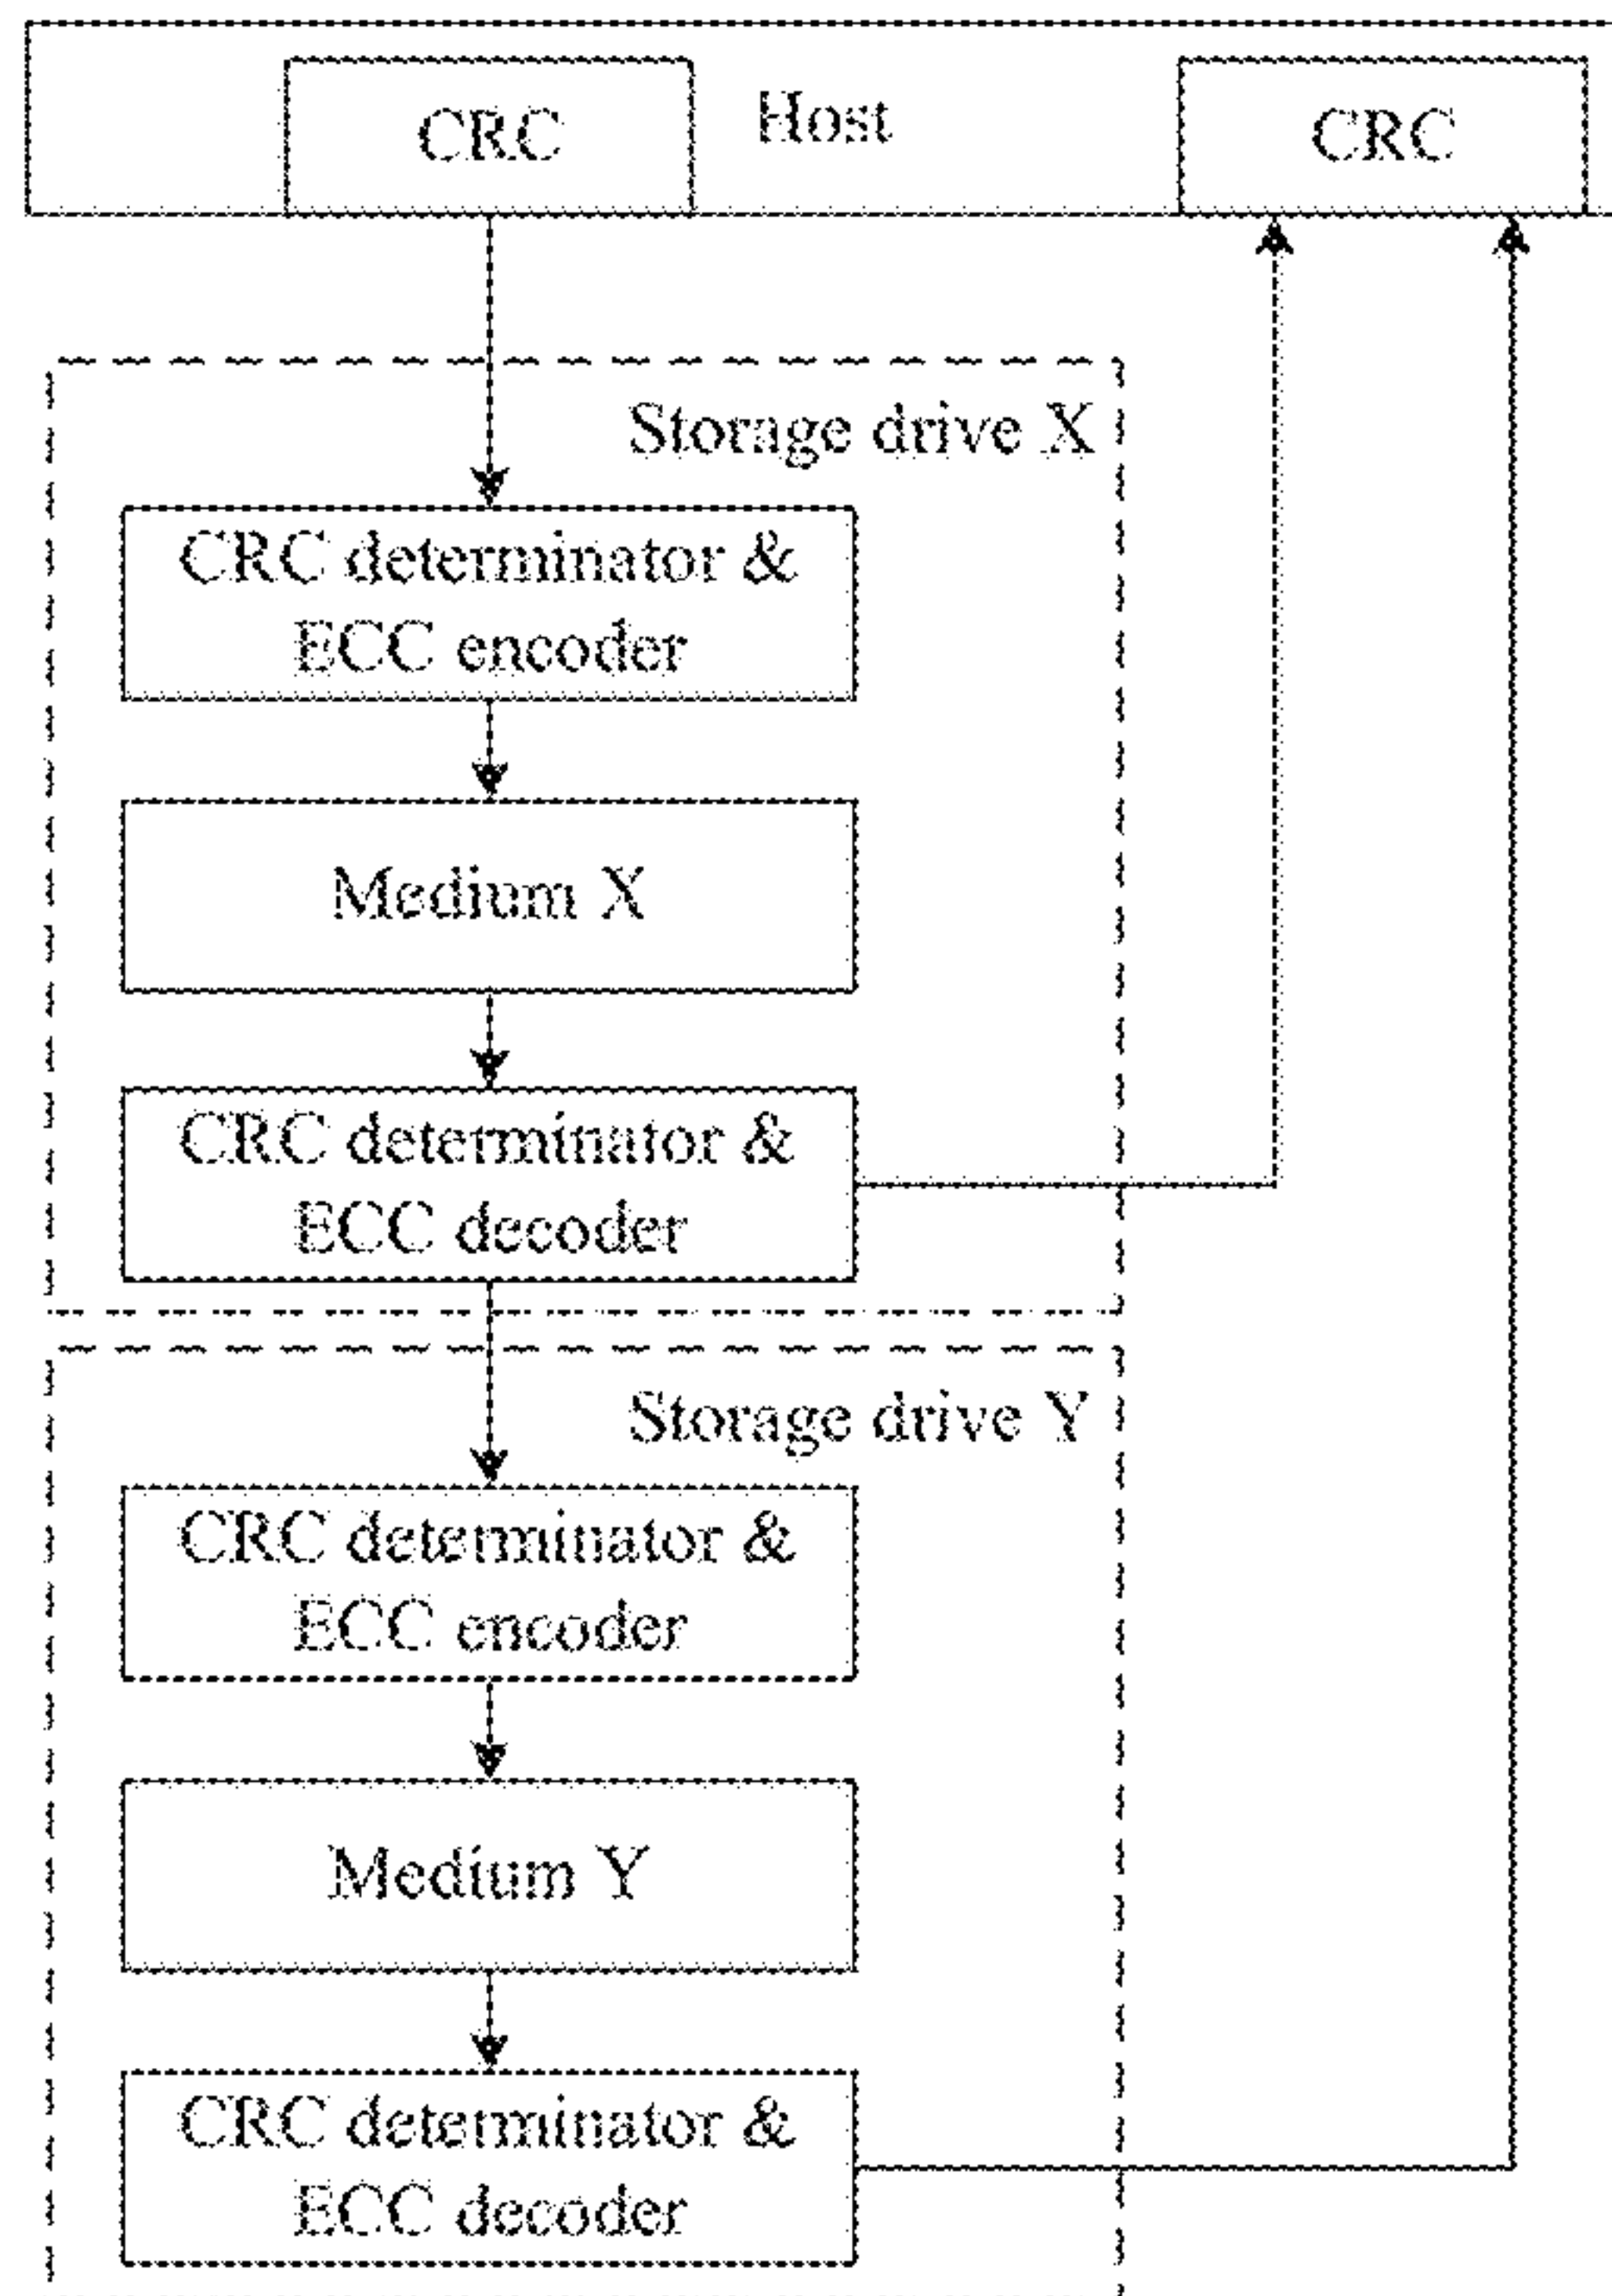 CRC
Host
CRC
Storage drive X
CRC determinator &
ECC encoder
Medium X
CRC determinator &
ECC decoder
Storage drive Y
CRC determinator &
ECC encoder
Medium Y
CRC determinator &
ECC decoder